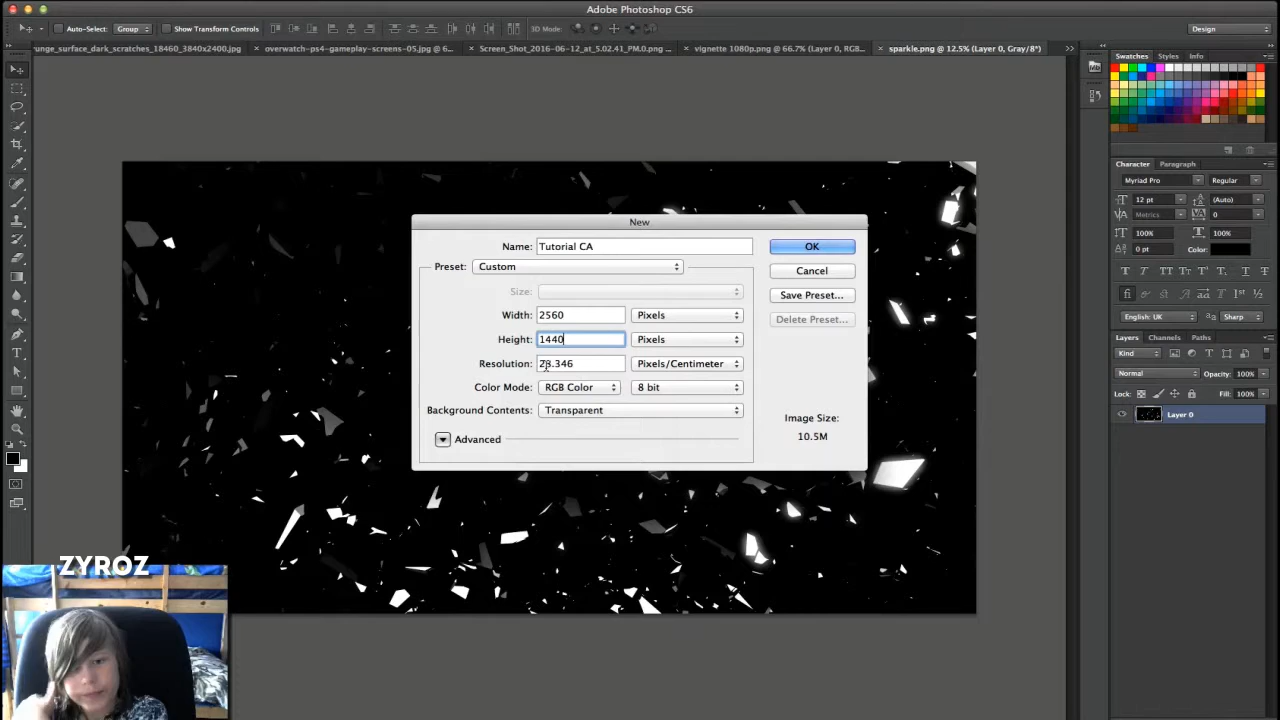 Adobe Photoshop CS6
Auto-Select: Group Show Transform Controls 3D Mode: Design
unge_surface_dark_scratches_18460_3840x2400.jpg overwatch-ps4-gameplay-screens-05.jpg @ 6... Screen_Shot_2016-06-12_at_5.02.41_PM.0.png ... vignette 1080p.png @ 66.7% (Layer 0, RGB... sparkle.png @ 12.5% (Layer 0, Gray/8*)
Swatches Styles Info
Character Paragraph
Myriad Pro Regular
12 pt (Auto)
Metrics 0
100% 100%
0 pt Color:
English: UK Sharp
Layers Channels Paths
Kind
Normal Opacity: 100%
Lock: Fill: 100%
Layer 0
New
Name: Tutorial CA OK
Preset: Custom Cancel
Size: Save Preset...
Width: 2560 Pixels Delete Preset...
Height: 1440 Pixels
Resolution: 28.346 Pixels/Centimeter
Color Mode: RGB Color 8 bit
Background Contents: Transparent
Image Size:
10.5M
Advanced
ZYROZ